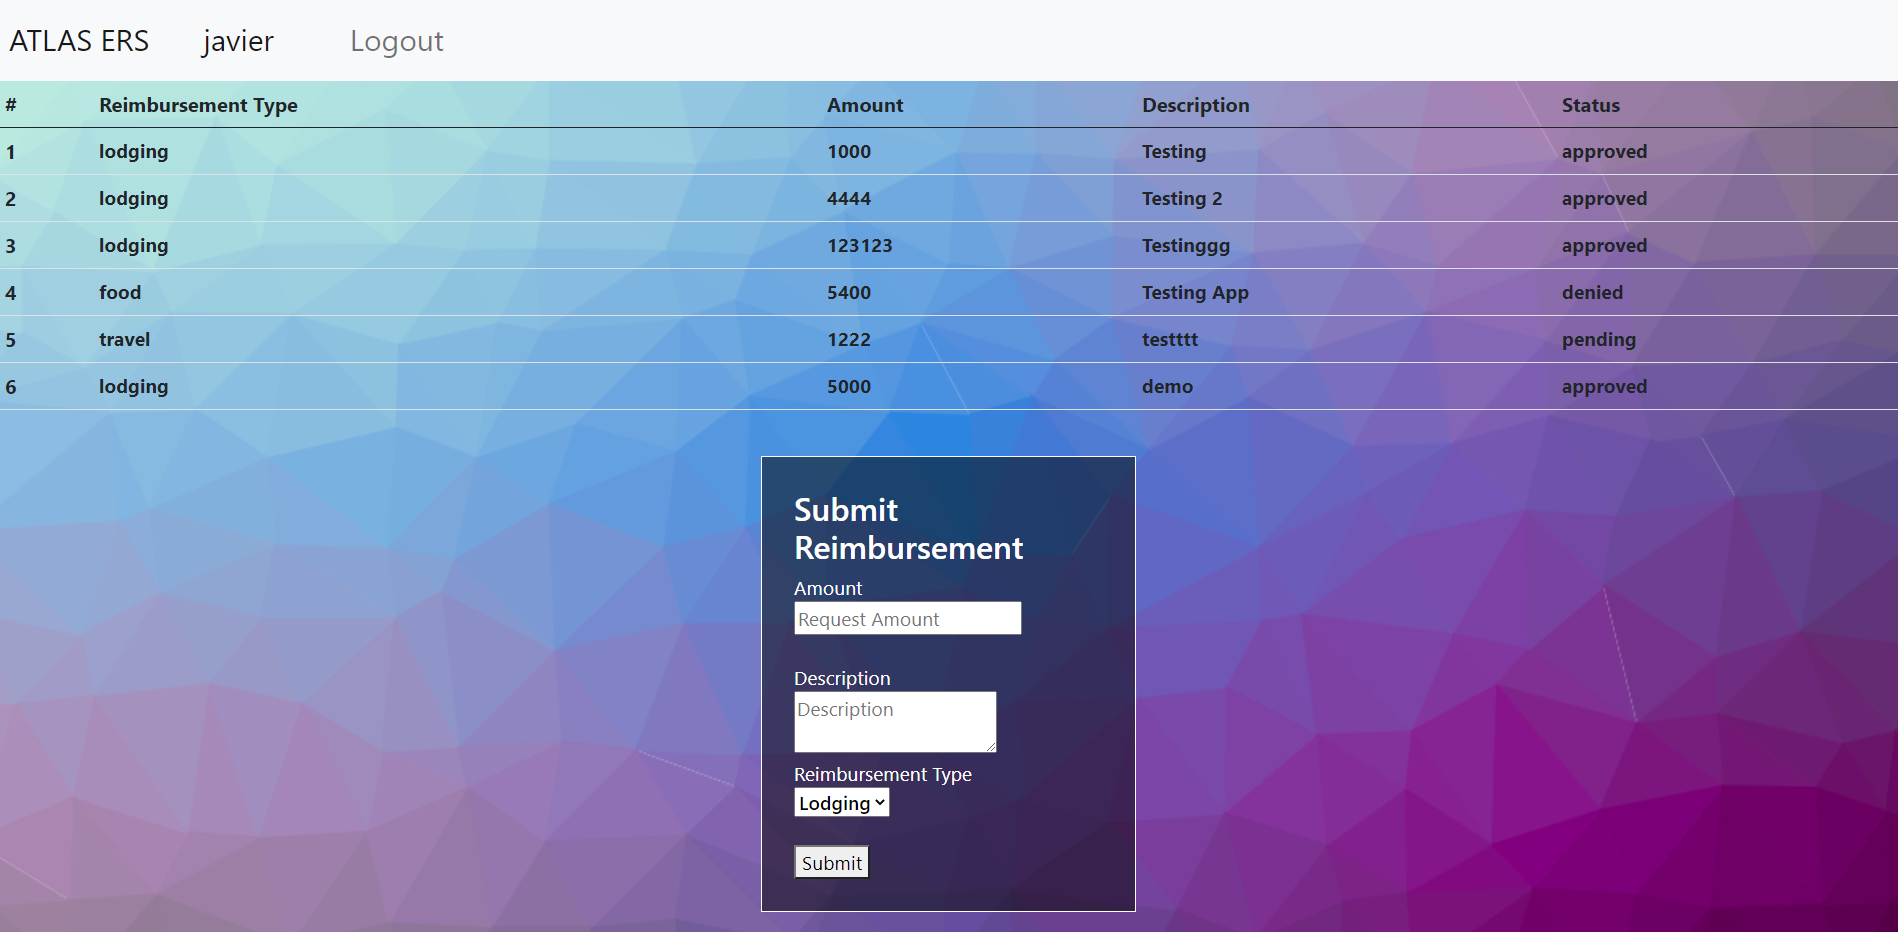 ATLAS ERS javier Logout
# Reimbursement Type Amount Description Status
1 lodging 1000 Testing approved
2 lodging 4444 Testing 2 approved
3 lodging 123123 Testinggg approved
4 food 5400 Testing App denied
5 travel 1222 testttt pending
6 lodging 5000 demo approved
Submit
Reimbursement
Amount
Request Amount
Description
Description
Reimbursement Type
Lodging
Submit